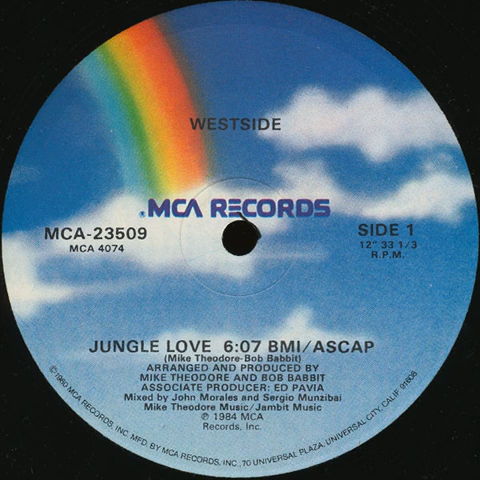 WESTSIDE
MCA RECORDS
MCA-23509
MCA 4074
SIDE 1
12" 33 1/3
R.P.M.
JUNGLE LOVE 6:07 BMI/ASCAP
(Mike Theodore-Bob Babbit)
ARRANGED AND PRODUCED BY
MIKE THEODORE AND BOB BABBIT
ASSOCIATE PRODUCER: ED PAVIA
Mixed by John Morales and Sergio Munzibai
Mike Theodore Music/Jambit Music
℗ 1984 MCA
Records, Inc.
©1980 MCA RECORDS, INC. MFG. BY MCA RECORDS, INC., 70 UNIVERSAL PLAZA, UNIVERSAL CITY, CALIF. 91608